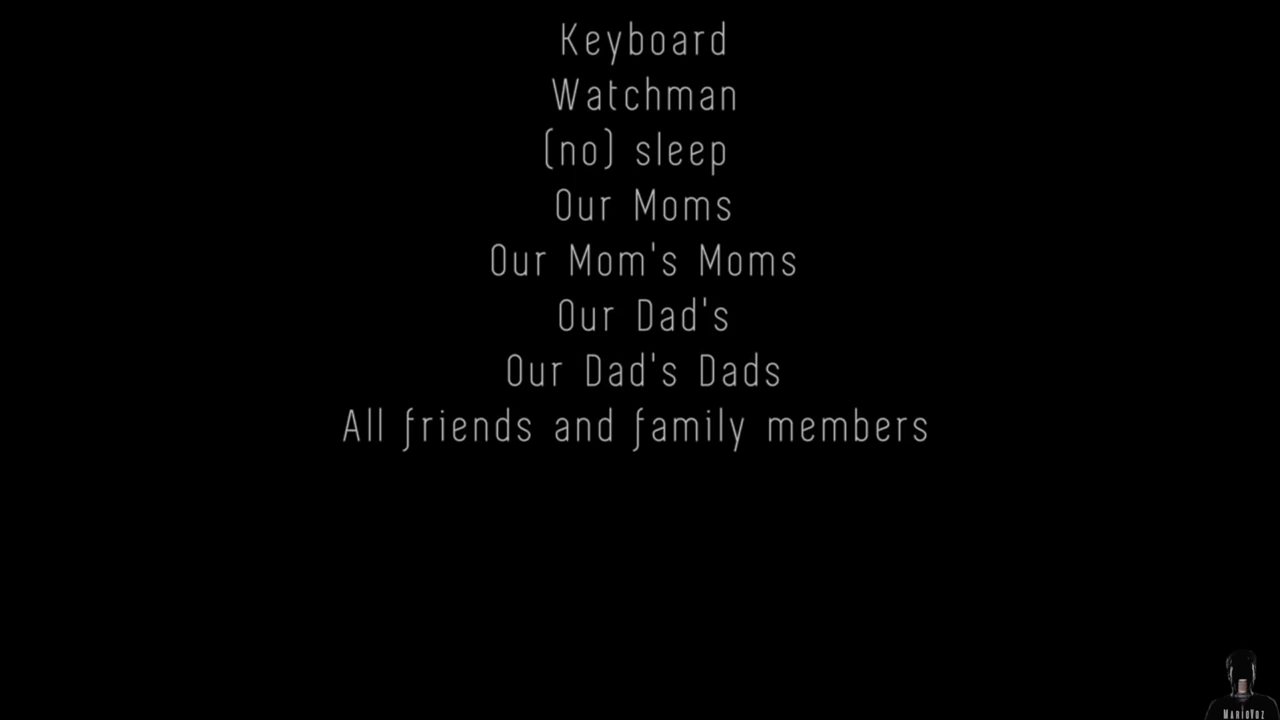 Keyboard
Watchman
(no) sleep
Our Moms
Our Mom's Moms
Our Dad's
Our Dad's Dads
All friends and family members
MarioVoz